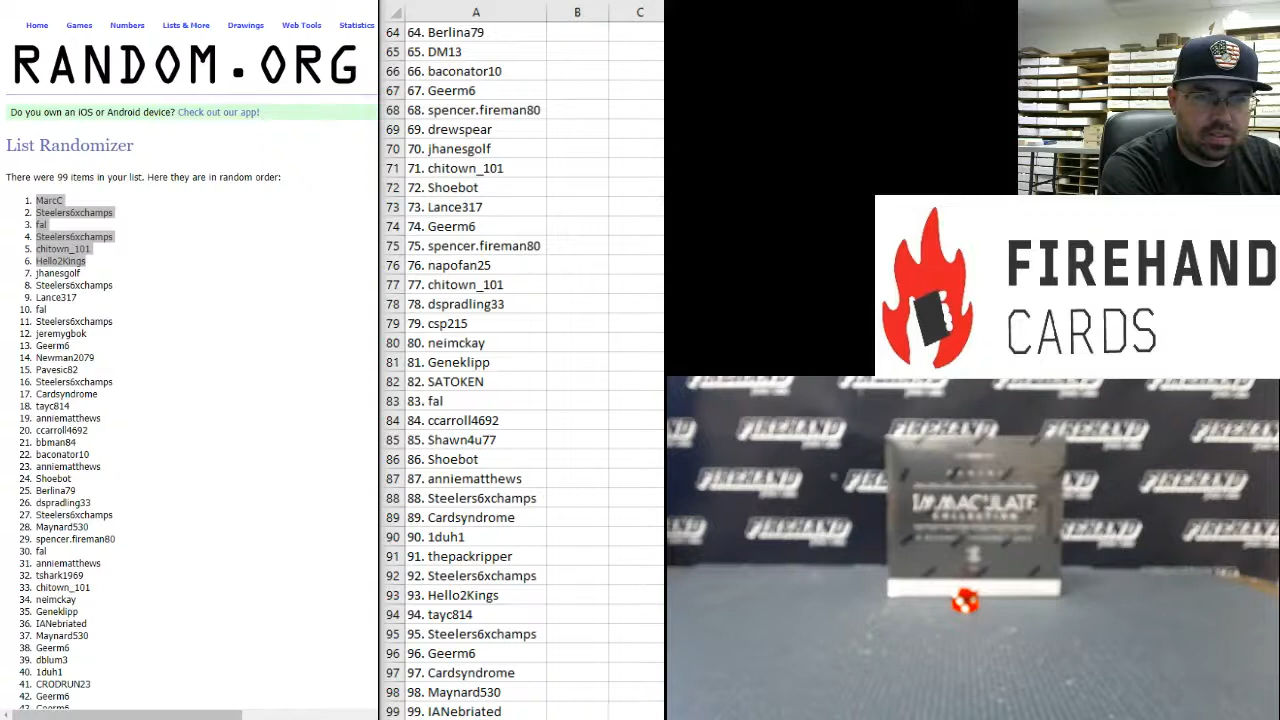 Home Games Numbers Lists & More Drawings Web Tools Statistics
RANDOM.ORG
Do you own an iOS or Android device? Check out our app!
List Randomizer
There were 99 items in your list. Here they are in random order:
1. MarcC
2. Steelers6xchamps
3. fal
4. Steelers6xchamps
5. chitown_101
6. Hello2Kings
7. jhanesgolf
8. Steelers6xchamps
9. Lance317
10. fal
11. Steelers6xchamps
12. jeremygbok
13. Geerm6
14. Newman2079
15. Pavesic82
16. Steelers6xchamps
17. Cardsyndrome
18. tayc814
19. anniematthews
20. ccarroll4692
21. bbman84
22. baconator10
23. anniematthews
24. Shoebot
25. Berlina79
26. dspradling33
27. Steelers6xchamps
28. Maynard530
29. spencer.fireman80
30. fal
31. anniematthews
32. tshark1969
33. chitown_101
34. neimckay
35. Geneklipp
36. IANebriated
37. Maynard530
38. Geerm6
39. dblum3
40. 1duh1
41. CRODRUN23
42. Geerm6
A B C
64 64. Berlina79
65 65. DM13
66 66. baconator10
67 67. Geerm6
68 68. spencer.fireman80
69 69. drewspear
70 70. jhanesgolf
71 71. chitown_101
72 72. Shoebot
73 73. Lance317
74 74. Geerm6
75 75. spencer.fireman80
76 76. napofan25
77 77. chitown_101
78 78. dspradling33
79 79. csp215
80 80. neimckay
81 81. Geneklipp
82 82. SATOKEN
83 83. fal
84 84. ccarroll4692
85 85. Shawn4u77
86 86. Shoebot
87 87. anniematthews
88 88. Steelers6xchamps
89 89. Cardsyndrome
90 90. 1duh1
91 91. thepackripper
92 92. Steelers6xchamps
93 93. Hello2Kings
94 94. tayc814
95 95. Steelers6xchamps
96 96. Geerm6
97 97. Cardsyndrome
98 98. Maynard530
99 99. IANebriated
FIREHAND
CARDS
FIREHAND
IMMACULATE
COLLECTION